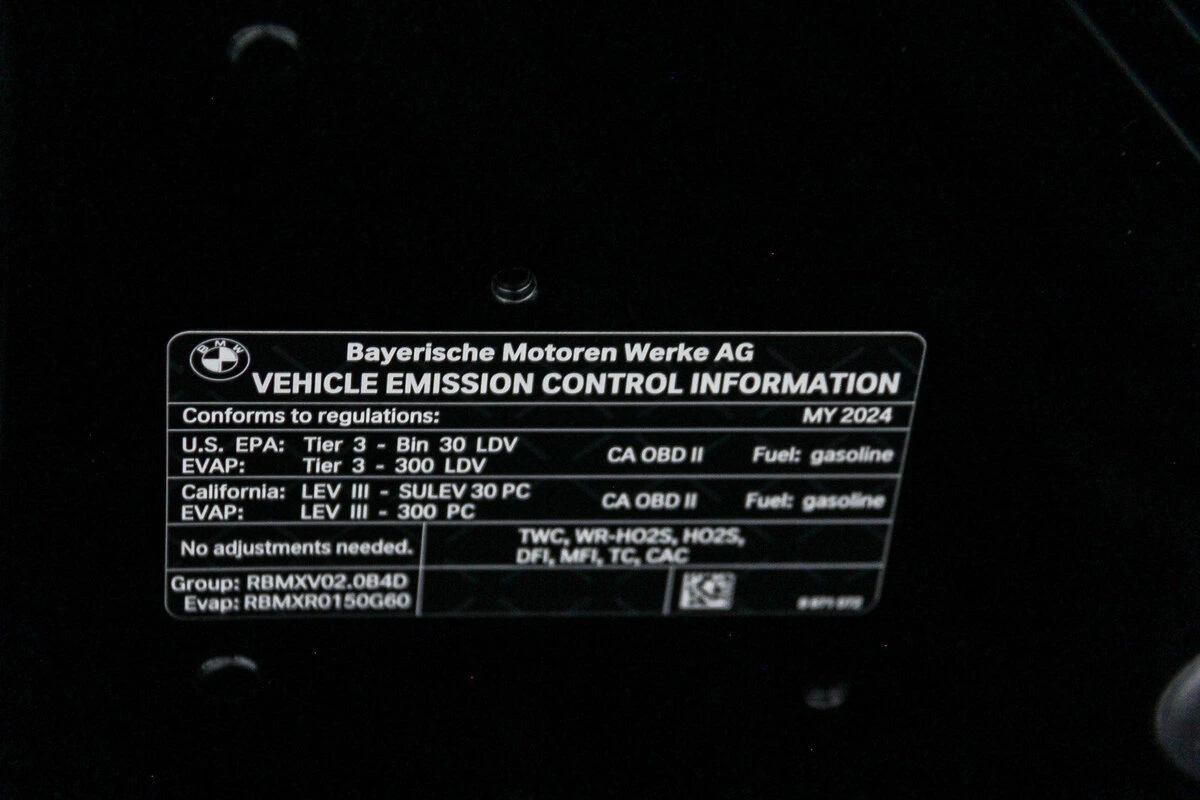 BMW
Bayerische Motoren Werke AG
VEHICLE EMISSION CONTROL INFORMATION
Conforms to regulations: MY 2024
U.S. EPA: Tier 3 - Bin 30 LDV CA OBD II Fuel: gasoline
EVAP: Tier 3 - 300 LDV
California: LEV III - SULEV 30 PC CA OBD II Fuel: gasoline
EVAP: LEV III - 300 PC
No adjustments needed.
TWC, WR-HO2S, HO2S,
DFI, MFI, TC, CAC
Group: RBMXV02.0B4D
Evap: RBMXR0150G60